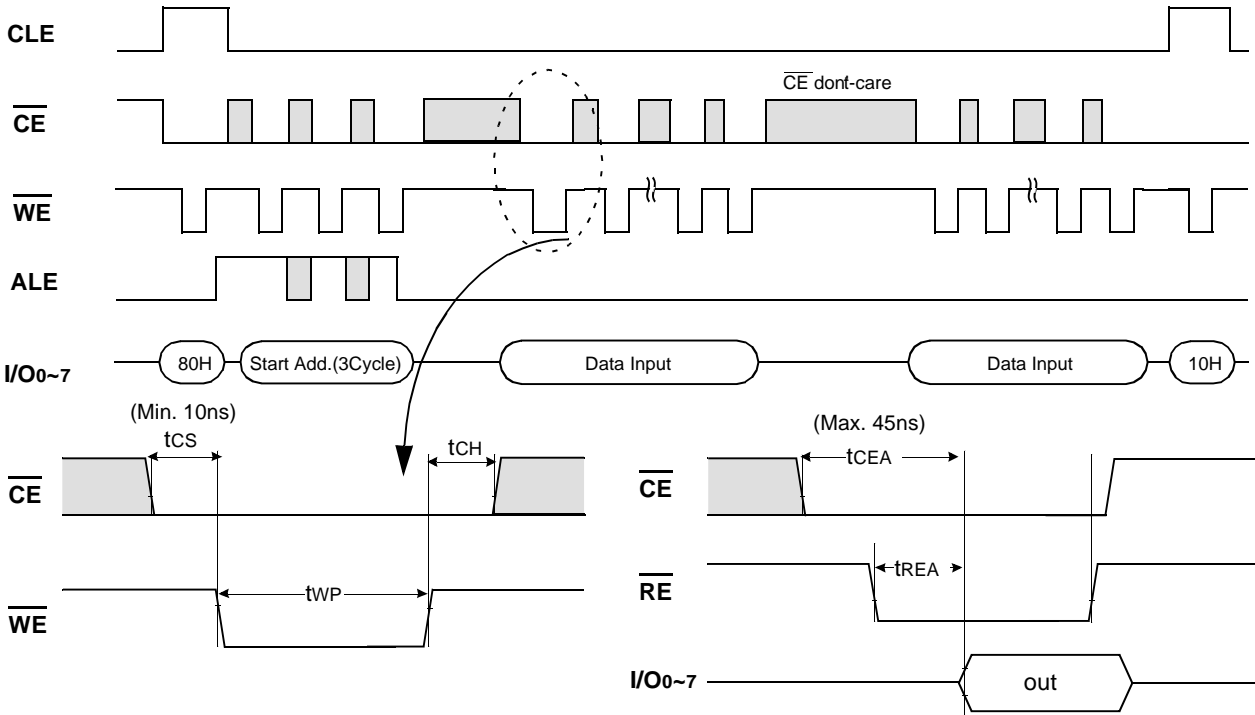 CLE
CE dont-care
CE
WE
ALE
I/O0~7
80H
Start Add.(3Cycle)
Data Input
Data Input
10H
(Min. 10ns)
tCS
tCH
CE
tWP
WE
(Max. 45ns)
tCEA
CE
tREA
RE
I/O0~7
out